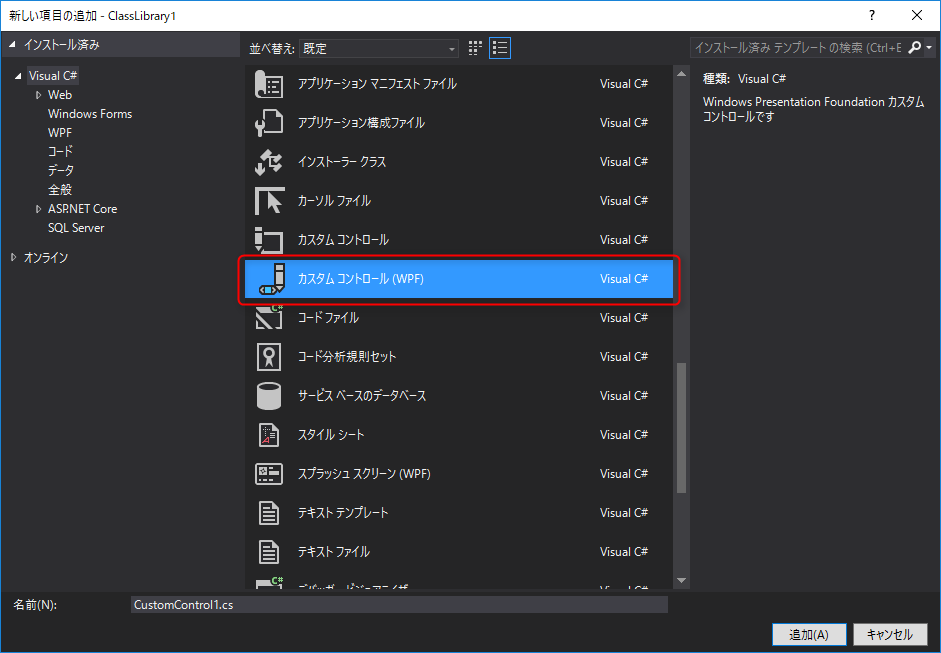 新しい項目の追加 - ClassLibrary1
インストール済み
並べ替え: 既定
インストール済み テンプレート の検索 (Ctrl+E
Visual C#
Web
Windows Forms
WPF
コード
データ
全般
ASP.NET Core
SQL Server
オンライン
アプリケーション マニフェスト ファイル Visual C#
アプリケーション構成ファイル Visual C#
インストーラー クラス Visual C#
カーソル ファイル Visual C#
カスタム コントロール Visual C#
カスタム コントロール (WPF) Visual C#
コード ファイル Visual C#
コード分析規則セット Visual C#
サービス ベースのデータベース Visual C#
スタイル シート Visual C#
スプラッシュ スクリーン (WPF) Visual C#
テキスト テンプレート Visual C#
テキスト ファイル Visual C#
種類: Visual C#
Windows Presentation Foundation カスタム
コントロールです
名前(N): CustomControl1.cs
追加(A) キャンセル